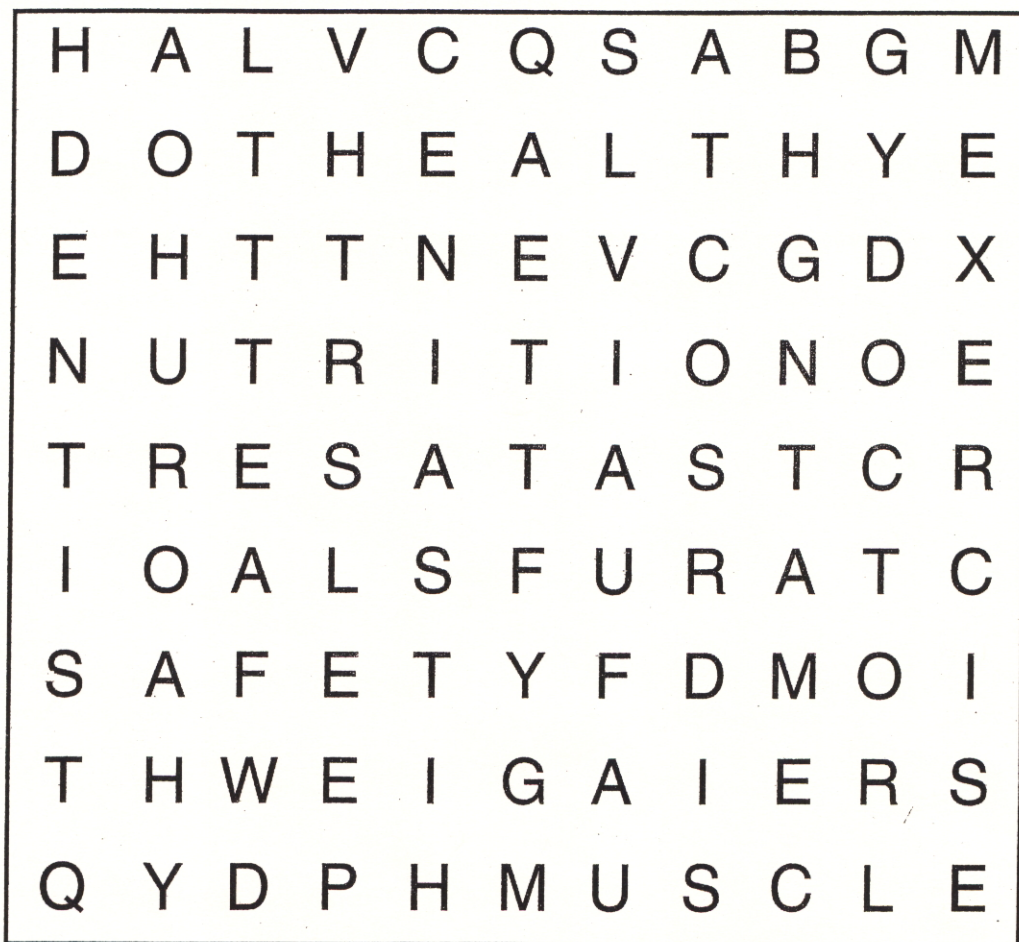 H A L V C Q S A B G M
D O T H E A L T H Y E
E H T T N E V C G D X
N U T R I T I O N O E
T R E S A T A S T C R
I O A L S F U R A T C
S A F E T Y F D M O I
T H W E I G A I E R S
Q Y D P H M U S C L E